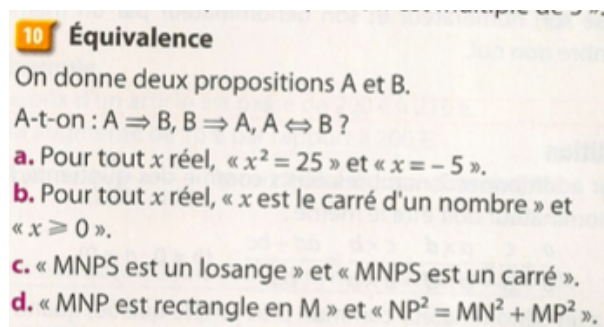 10 Équivalence
On donne deux propositions A et B.
A-t-on : A ⇒ B, B ⇒ A, A ⇔ B ?
a. Pour tout x réel, « x² = 25 » et « x = – 5 ».
b. Pour tout x réel, « x est le carré d'un nombre » et
« x ⩾ 0 ».
c. « MNPS est un losange » et « MNPS est un carré ».
d. « MNP est rectangle en M » et « NP² = MN² + MP² ».